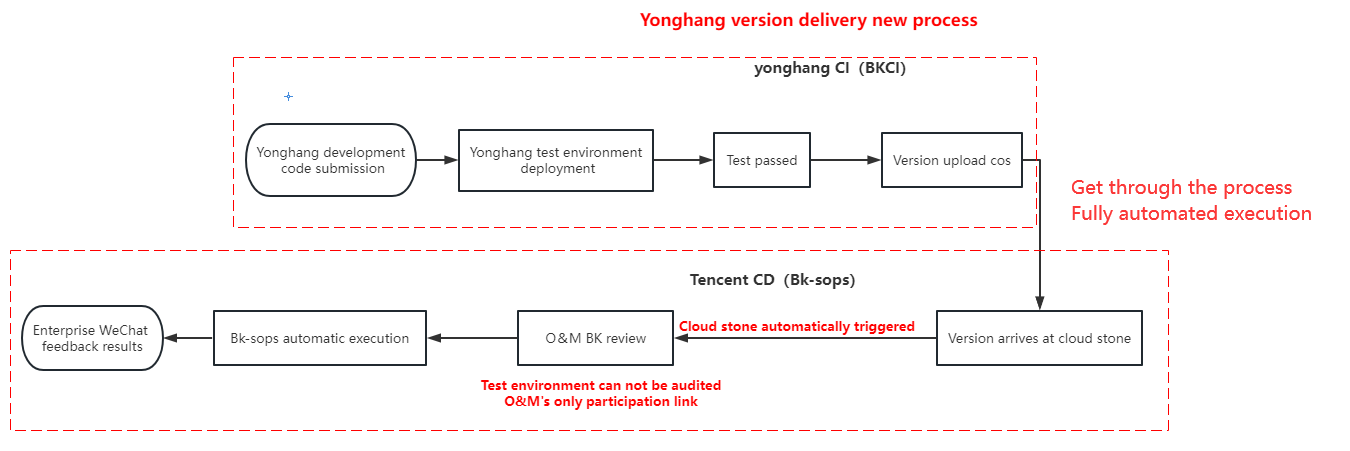 Yonghang version delivery new process
yonghang CI（BKCI）
Yonghang development
code submission
Yonghang test environment
deployment
Test passed
Version upload cos
Get through the process
Fully automated execution
Tencent CD（Bk-sops）
Enterprise WeChat
feedback results
Bk-sops automatic execution
O&M BK review
Cloud stone automatically triggered
Version arrives at cloud stone
Test environment can not be audited
O&M's only participation link